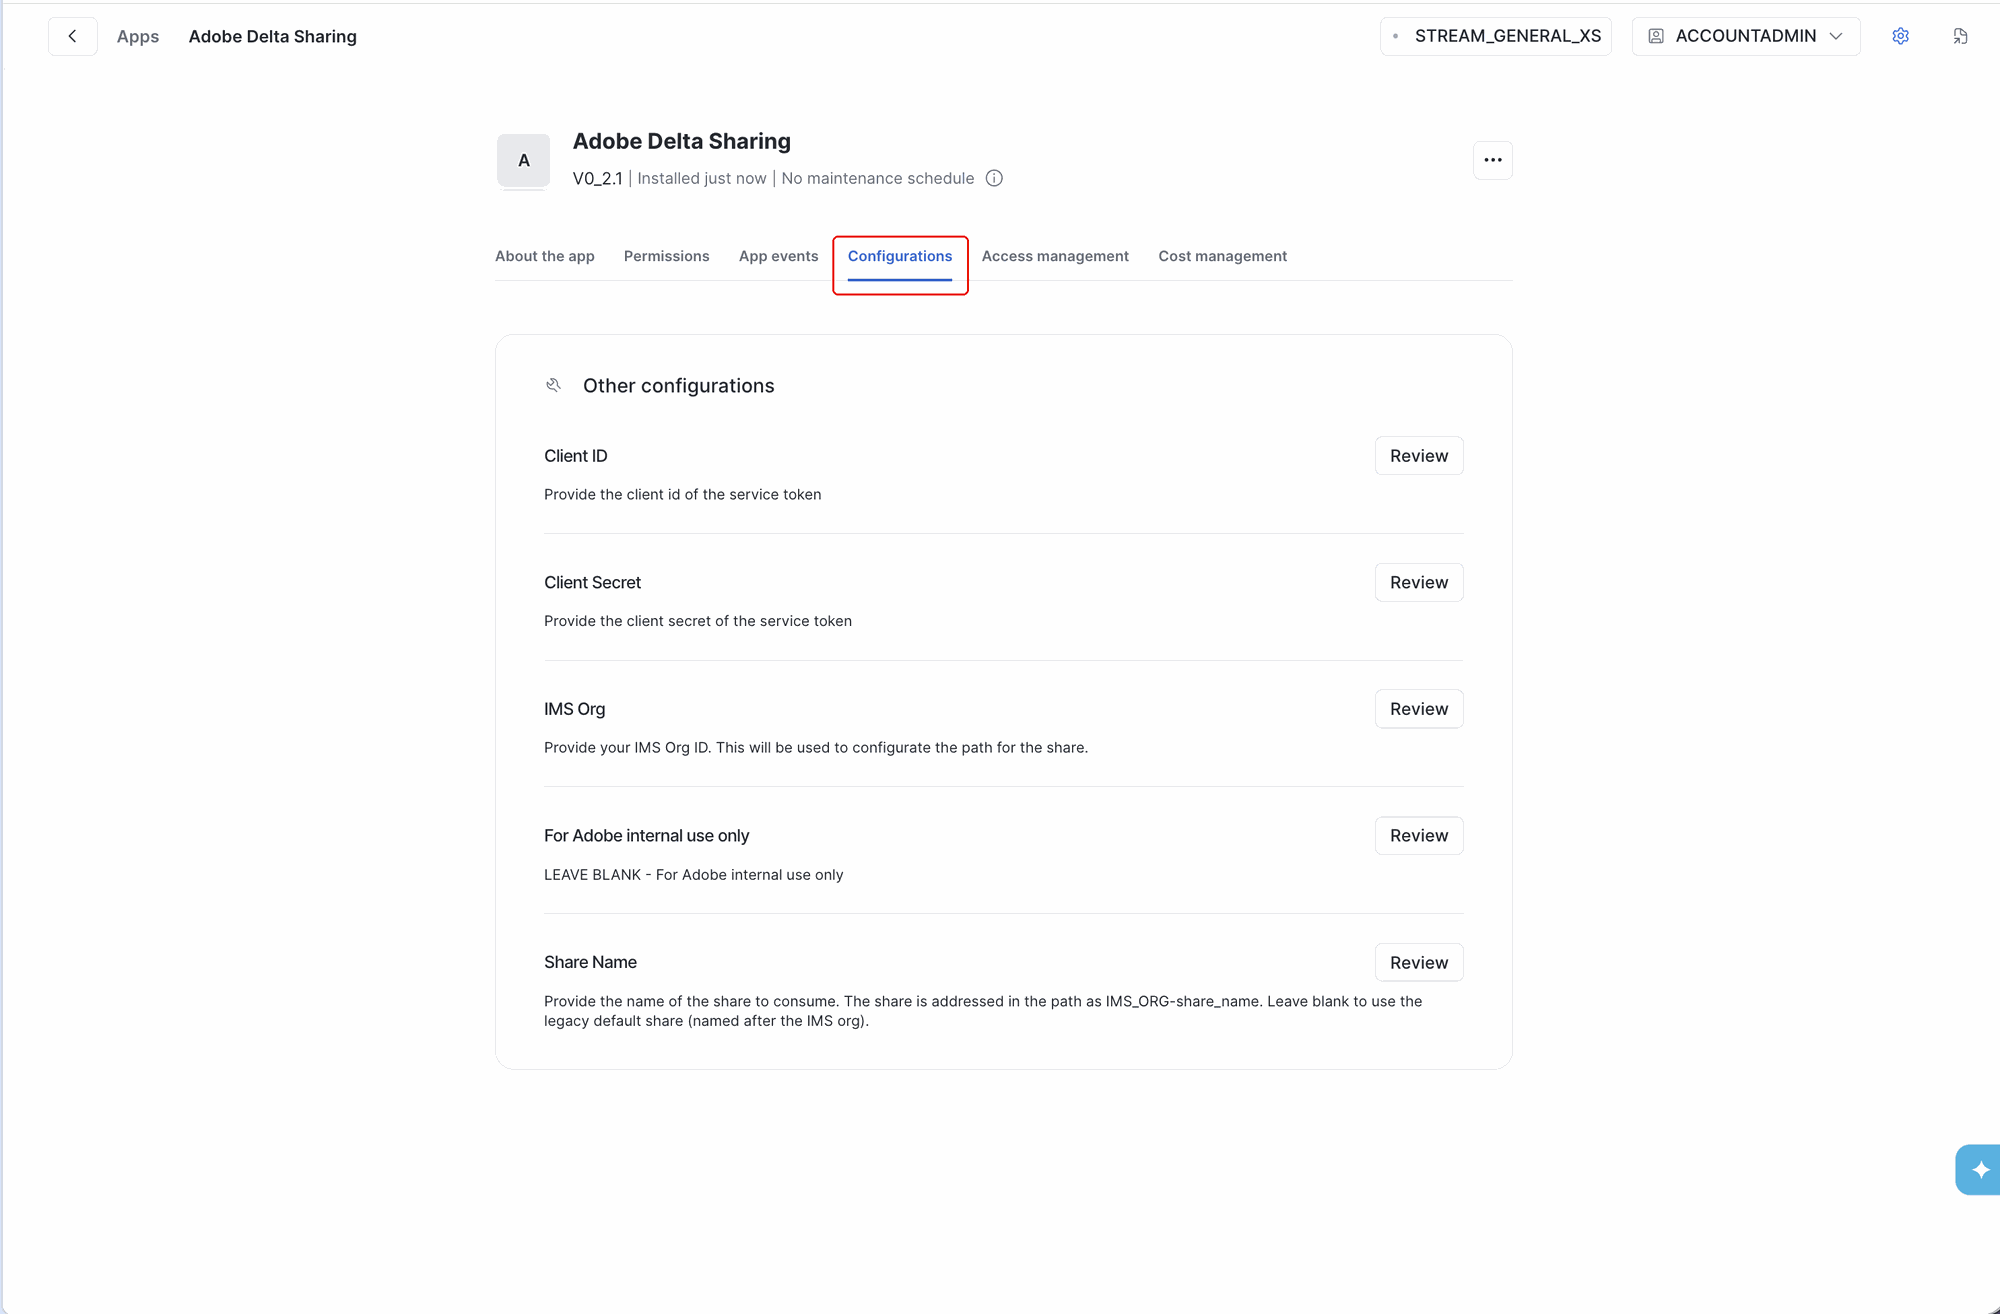 Apps
Adobe Delta Sharing
STREAM_GENERAL_XS
ACCOUNTADMIN
A
Adobe Delta Sharing
V0_2.1 | Installed just now | No maintenance schedule
About the app
Permissions
App events
Configurations
Access management
Cost management
Other configurations
Client ID
Review
Provide the client id of the service token
Client Secret
Review
Provide the client secret of the service token
IMS Org
Review
Provide your IMS Org ID. This will be used to configurate the path for the share.
For Adobe internal use only
Review
LEAVE BLANK - For Adobe internal use only
Share Name
Review
Provide the name of the share to consume. The share is addressed in the path as IMS_ORG-share_name. Leave blank to use the
legacy default share (named after the IMS org).